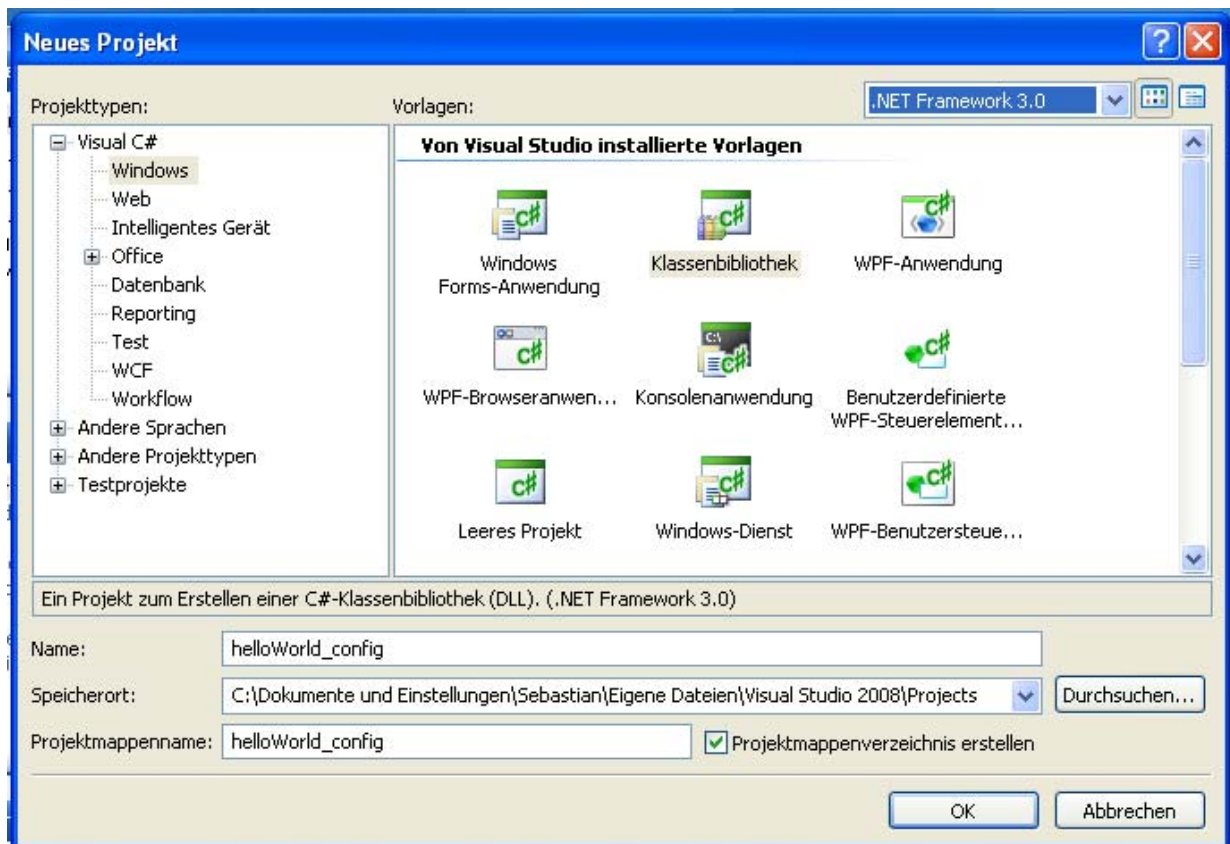 Neues Projekt
Projekttypen:
Vorlagen:
.NET Framework 3.0
Visual C#
Windows
Web
Intelligentes Gerät
Office
Datenbank
Reporting
Test
WCF
Workflow
Andere Sprachen
Andere Projekttypen
Testprojekte
Von Visual Studio installierte Vorlagen
Windows
Forms-Anwendung
Klassenbibliothek
WPF-Anwendung
WPF-Browseranwen...
Konsolenanwendung
Benutzerdefinierte
WPF-Steuerelement...
Leeres Projekt
Windows-Dienst
WPF-Benutzersteue...
Ein Projekt zum Erstellen einer C#-Klassenbibliothek (DLL). (.NET Framework 3.0)
Name:
helloWorld_config
Speicherort:
C:\Dokumente und Einstellungen\Sebastian\Eigene Dateien\Visual Studio 2008\Projects
Durchsuchen...
Projektmappenname:
helloWorld_config
Projektmappenverzeichnis erstellen
OK
Abbrechen